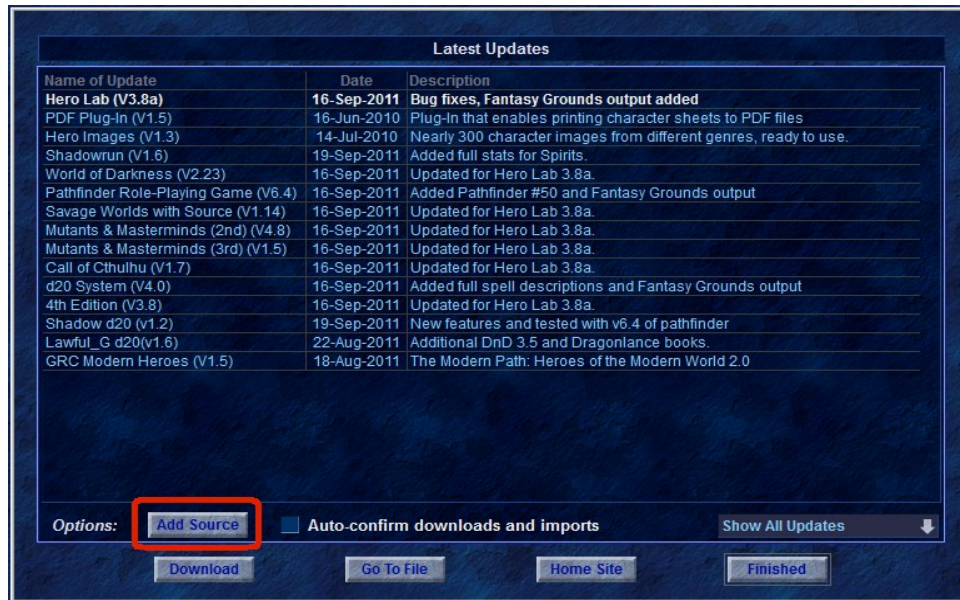 Latest Updates
Name of Update Date Description
Hero Lab (V3.8a) 16-Sep-2011 Bug fixes, Fantasy Grounds output added
PDF Plug-In (V1.5) 16-Jun-2010 Plug-In that enables printing character sheets to PDF files
Hero Images (V1.3) 14-Jul-2010 Nearly 300 character images from different genres, ready to use.
Shadowrun (V1.6) 19-Sep-2011 Added full stats for Spirits.
World of Darkness (V2.23) 16-Sep-2011 Updated for Hero Lab 3.8a.
Pathfinder Role-Playing Game (V6.4) 16-Sep-2011 Added Pathfinder #50 and Fantasy Grounds output
Savage Worlds with Source (V1.14) 16-Sep-2011 Updated for Hero Lab 3.8a.
Mutants & Masterminds (2nd) (V4.8) 16-Sep-2011 Updated for Hero Lab 3.8a.
Mutants & Masterminds (3rd) (V1.5) 16-Sep-2011 Updated for Hero Lab 3.8a.
Call of Cthulhu (V1.7) 16-Sep-2011 Updated for Hero Lab 3.8a.
d20 System (V4.0) 16-Sep-2011 Added full spell descriptions and Fantasy Grounds output
4th Edition (V3.8) 16-Sep-2011 Updated for Hero Lab 3.8a.
Shadow d20 (v1.2) 19-Sep-2011 New features and tested with v6.4 of pathfinder
Lawful_G d20(v1.6) 22-Aug-2011 Additional DnD 3.5 and Dragonlance books.
GRC Modern Heroes (V1.5) 18-Aug-2011 The Modern Path: Heroes of the Modern World 2.0
Options: Add Source Auto-confirm downloads and imports Show All Updates
Download Go To File Home Site Finished